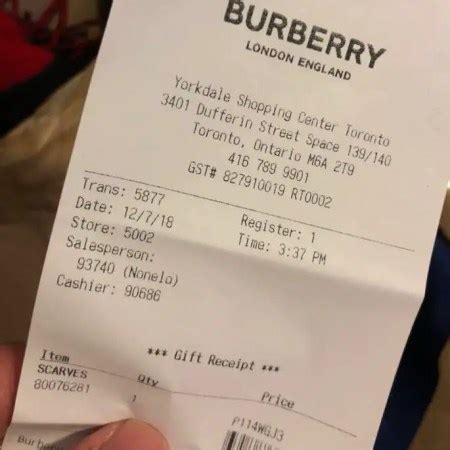 BURBERRY
LONDON ENGLAND
Yorkdale Shopping Center Toronto
3401 Dufferin Street Space 139/140
Toronto, Ontario M6A 2T9
416 789 9901
GST# 827910019 RT0002
Trans: 5877
Date: 12/7/18 Register: 1
Store: 5002 Time: 3:37 PM
Salesperson:
93740 (Nonelo)
Cashier: 90686
*** Gift Receipt ***
Item Qty Price
SCARVES
80076281 1 P114WGJ3